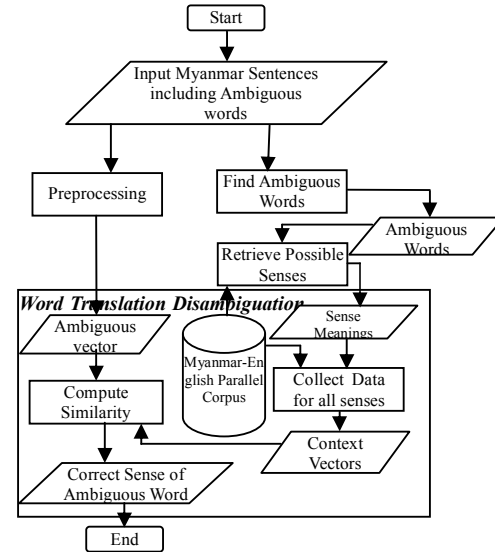 Start
Input Myanmar Sentences
including Ambiguous
words
Preprocessing
Find Ambiguous
Words
Ambiguous
Words
Retrieve Possible
Senses
Word Translation Disambiguation
Ambiguous
vector
Sense
Meanings
Myanmar-En
glish Parallel
Corpus
Compute
Similarity
Collect Data
for all senses
Context
Vectors
Correct Sense of
Ambiguous Word
End